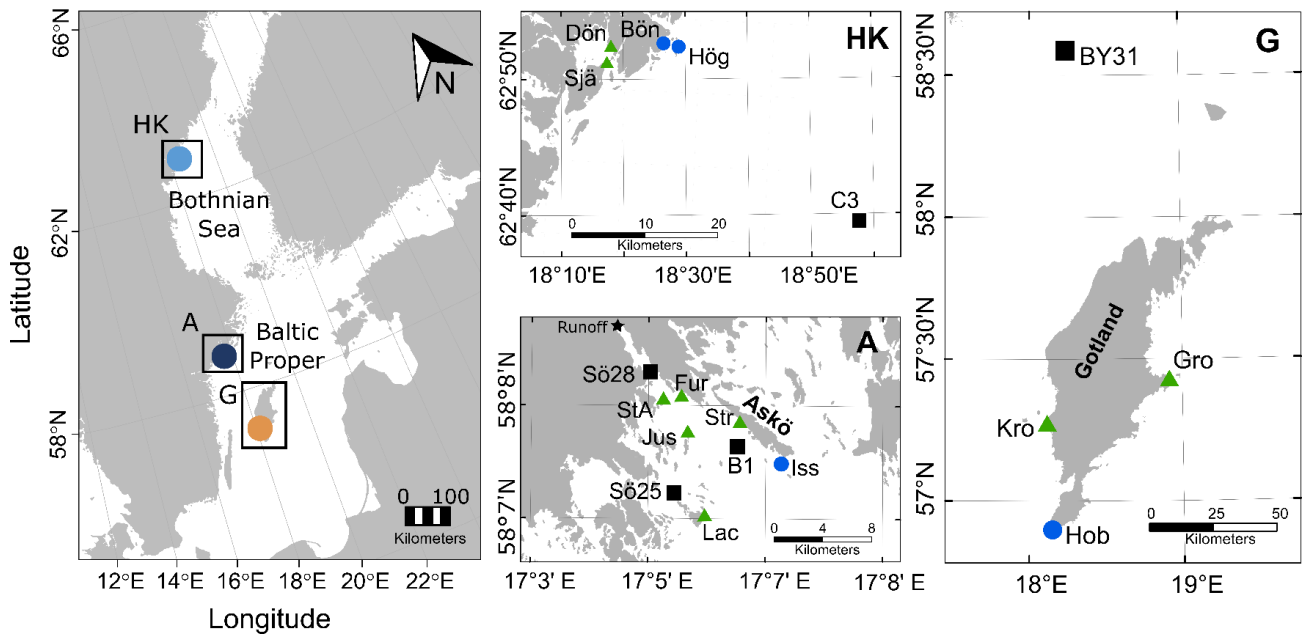 66°N
62°N
58°N
Latitude
HK
Bothnian
Sea
A
Baltic
Proper
G
N
0 100
Kilometers
12°E 14°E 16°E 18°E 20°E 22°E
Longitude
HK
Dön
Bön
Hög
Sjä
C3
0 10 20
Kilometers
62°50'N
62°40'N
18°10'E 18°30'E 18°50'E
A
Runoff
Sö28
Fur
StA
Str
Askö
Jus
B1
Iss
Sö25
Lac
0 4 8
Kilometers
58°8'N
58°7'N
17°3' E 17°5' E 17°7' E 17°8' E
G
BY31
Gotland
Gro
Kro
Hob
0 25 50
Kilometers
58°30'N
58°N
57°30'N
57°N
18°E 19°E